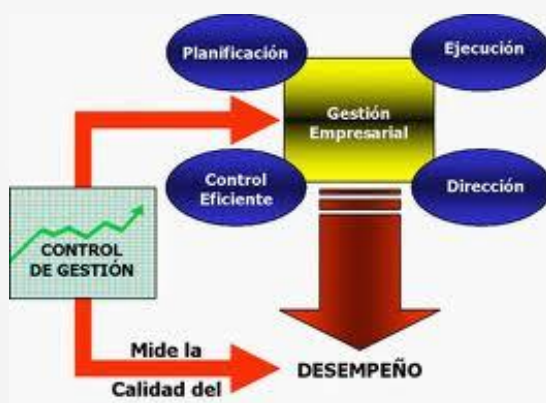 Planificación
Ejecución
Gestión
Empresarial
Control
Eficiente
Dirección
CONTROL
DE GESTIÓN
Mide la
Calidad del
DESEMPEÑO